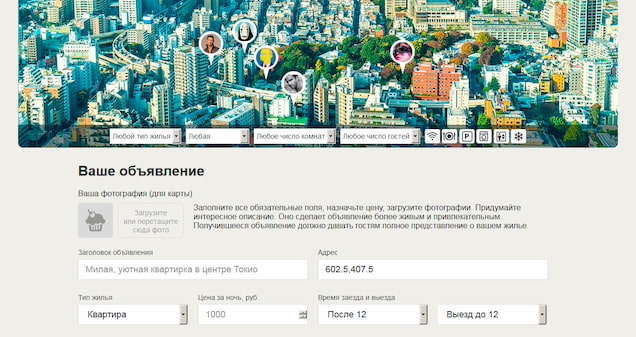 Любой тип жилья Любая Любое число комнат Любое число гостей P
Ваше объявление
Ваша фотография (для карты)
Загрузите
или перетащите
сюда фото
Заполните все обязательные поля, назначьте цену, загрузите фотографии. Придумайте
интересное описание. Оно сделает объявление более живым и привлекательным.
Получившееся объявление должно давать гостям полное представление о вашем жилье.
Заголовок объявления Адрес
Милая, уютная квартирка в центре Токио 602.5,407.5
Тип жилья Цена за ночь, руб. Время заезда и выезда
Квартира 1000 После 12 Выезд до 12